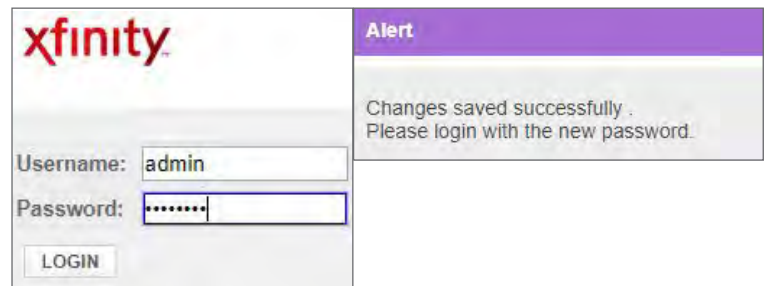 xfinity
Username: admin
Password: ••••••••
LOGIN
Alert
Changes saved successfully .
Please login with the new password.